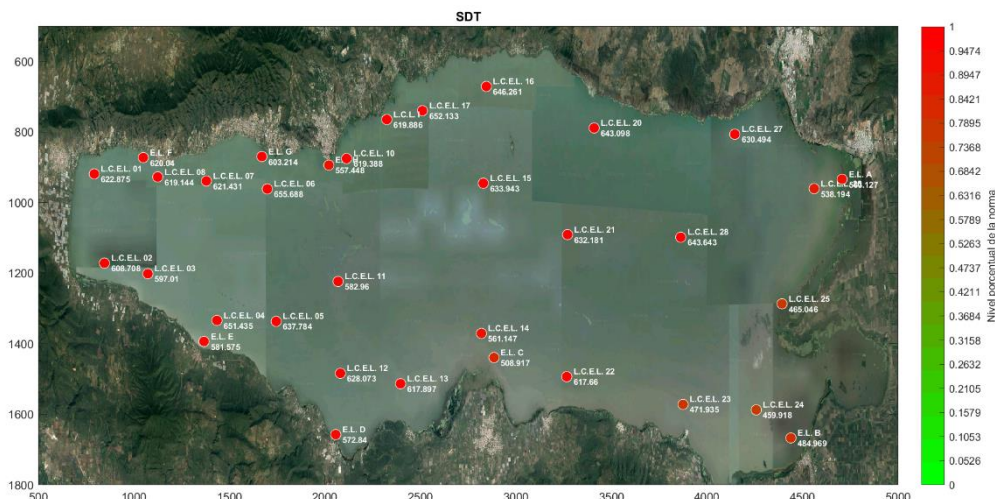 SDT
600
800
1000
1200
1400
1600
1800
500
1000
1500
2000
2500
3000
3500
4000
4500
5000
L.C.E.L. 16
646.261
L.C.E.L. 17
652.133
619.886
L.C.E.L. 20
643.098
L.C.E.L. 27
630.494
E.L. F
620.04
E.L. G
603.214
L.C.E.L. 10
619.388
557.448
L.C.E.L. 01
622.875
L.C.E.L. 08
619.144
L.C.E.L. 07
621.431
L.C.E.L. 06
655.688
L.C.E.L. 15
633.943
E.L. A
538.194
L.C.E.L. 21
632.181
L.C.E.L. 28
643.643
L.C.E.L. 02
608.708
L.C.E.L. 03
597.01
L.C.E.L. 11
582.96
L.C.E.L. 25
465.046
L.C.E.L. 04
651.435
L.C.E.L. 05
637.784
E.L. E
581.575
L.C.E.L. 14
561.147
E.L. C
508.917
L.C.E.L. 12
628.073
L.C.E.L. 13
617.897
L.C.E.L. 22
617.66
L.C.E.L. 23
471.935
L.C.E.L. 24
459.918
E.L. D
572.84
E.L. B
484.969
1
0.9474
0.8947
0.8421
0.7895
0.7368
0.6842
0.6316
0.5789
0.5263
0.4737
0.4211
0.3684
0.3158
0.2632
0.2105
0.1579
0.1053
0.0526
0
Nivel porcentual de la norma